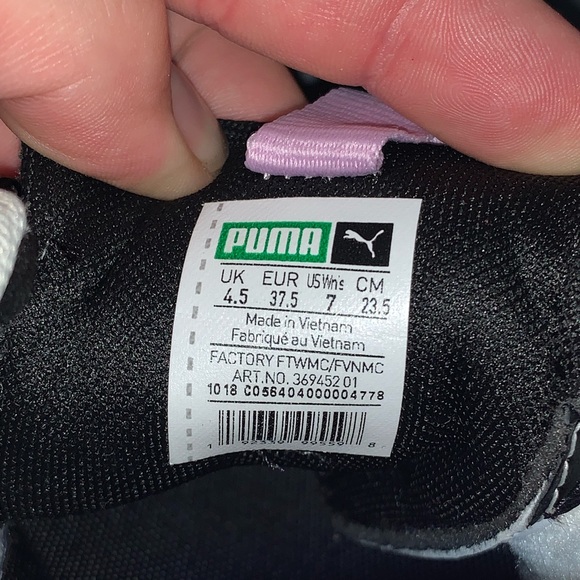 PUMA
UK EUR US Wn's CM
4.5 37.5 7 23.5
Made in Vietnam
Fabriqué au Vietnam
FACTORY FTWMC/FVNMC
ART.NO. 369452 01
1018 C056404000004778